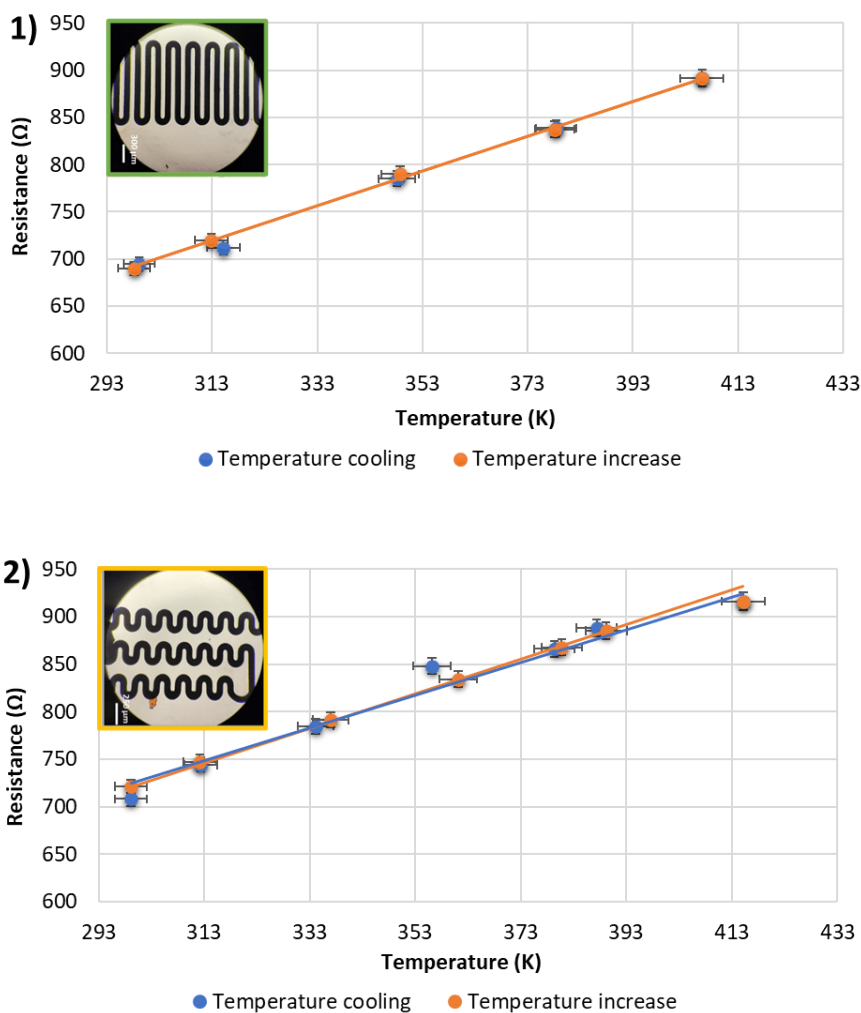 1)
950
900
850
800
750
700
650
600
Resistance (Ω)
300 µm
293 313 333 353 373 393 413 433
Temperature (K)
Temperature cooling Temperature increase
2)
950
900
850
800
750
700
650
600
Resistance (Ω)
293 313 333 353 373 393 413 433
Temperature (K)
Temperature cooling Temperature increase